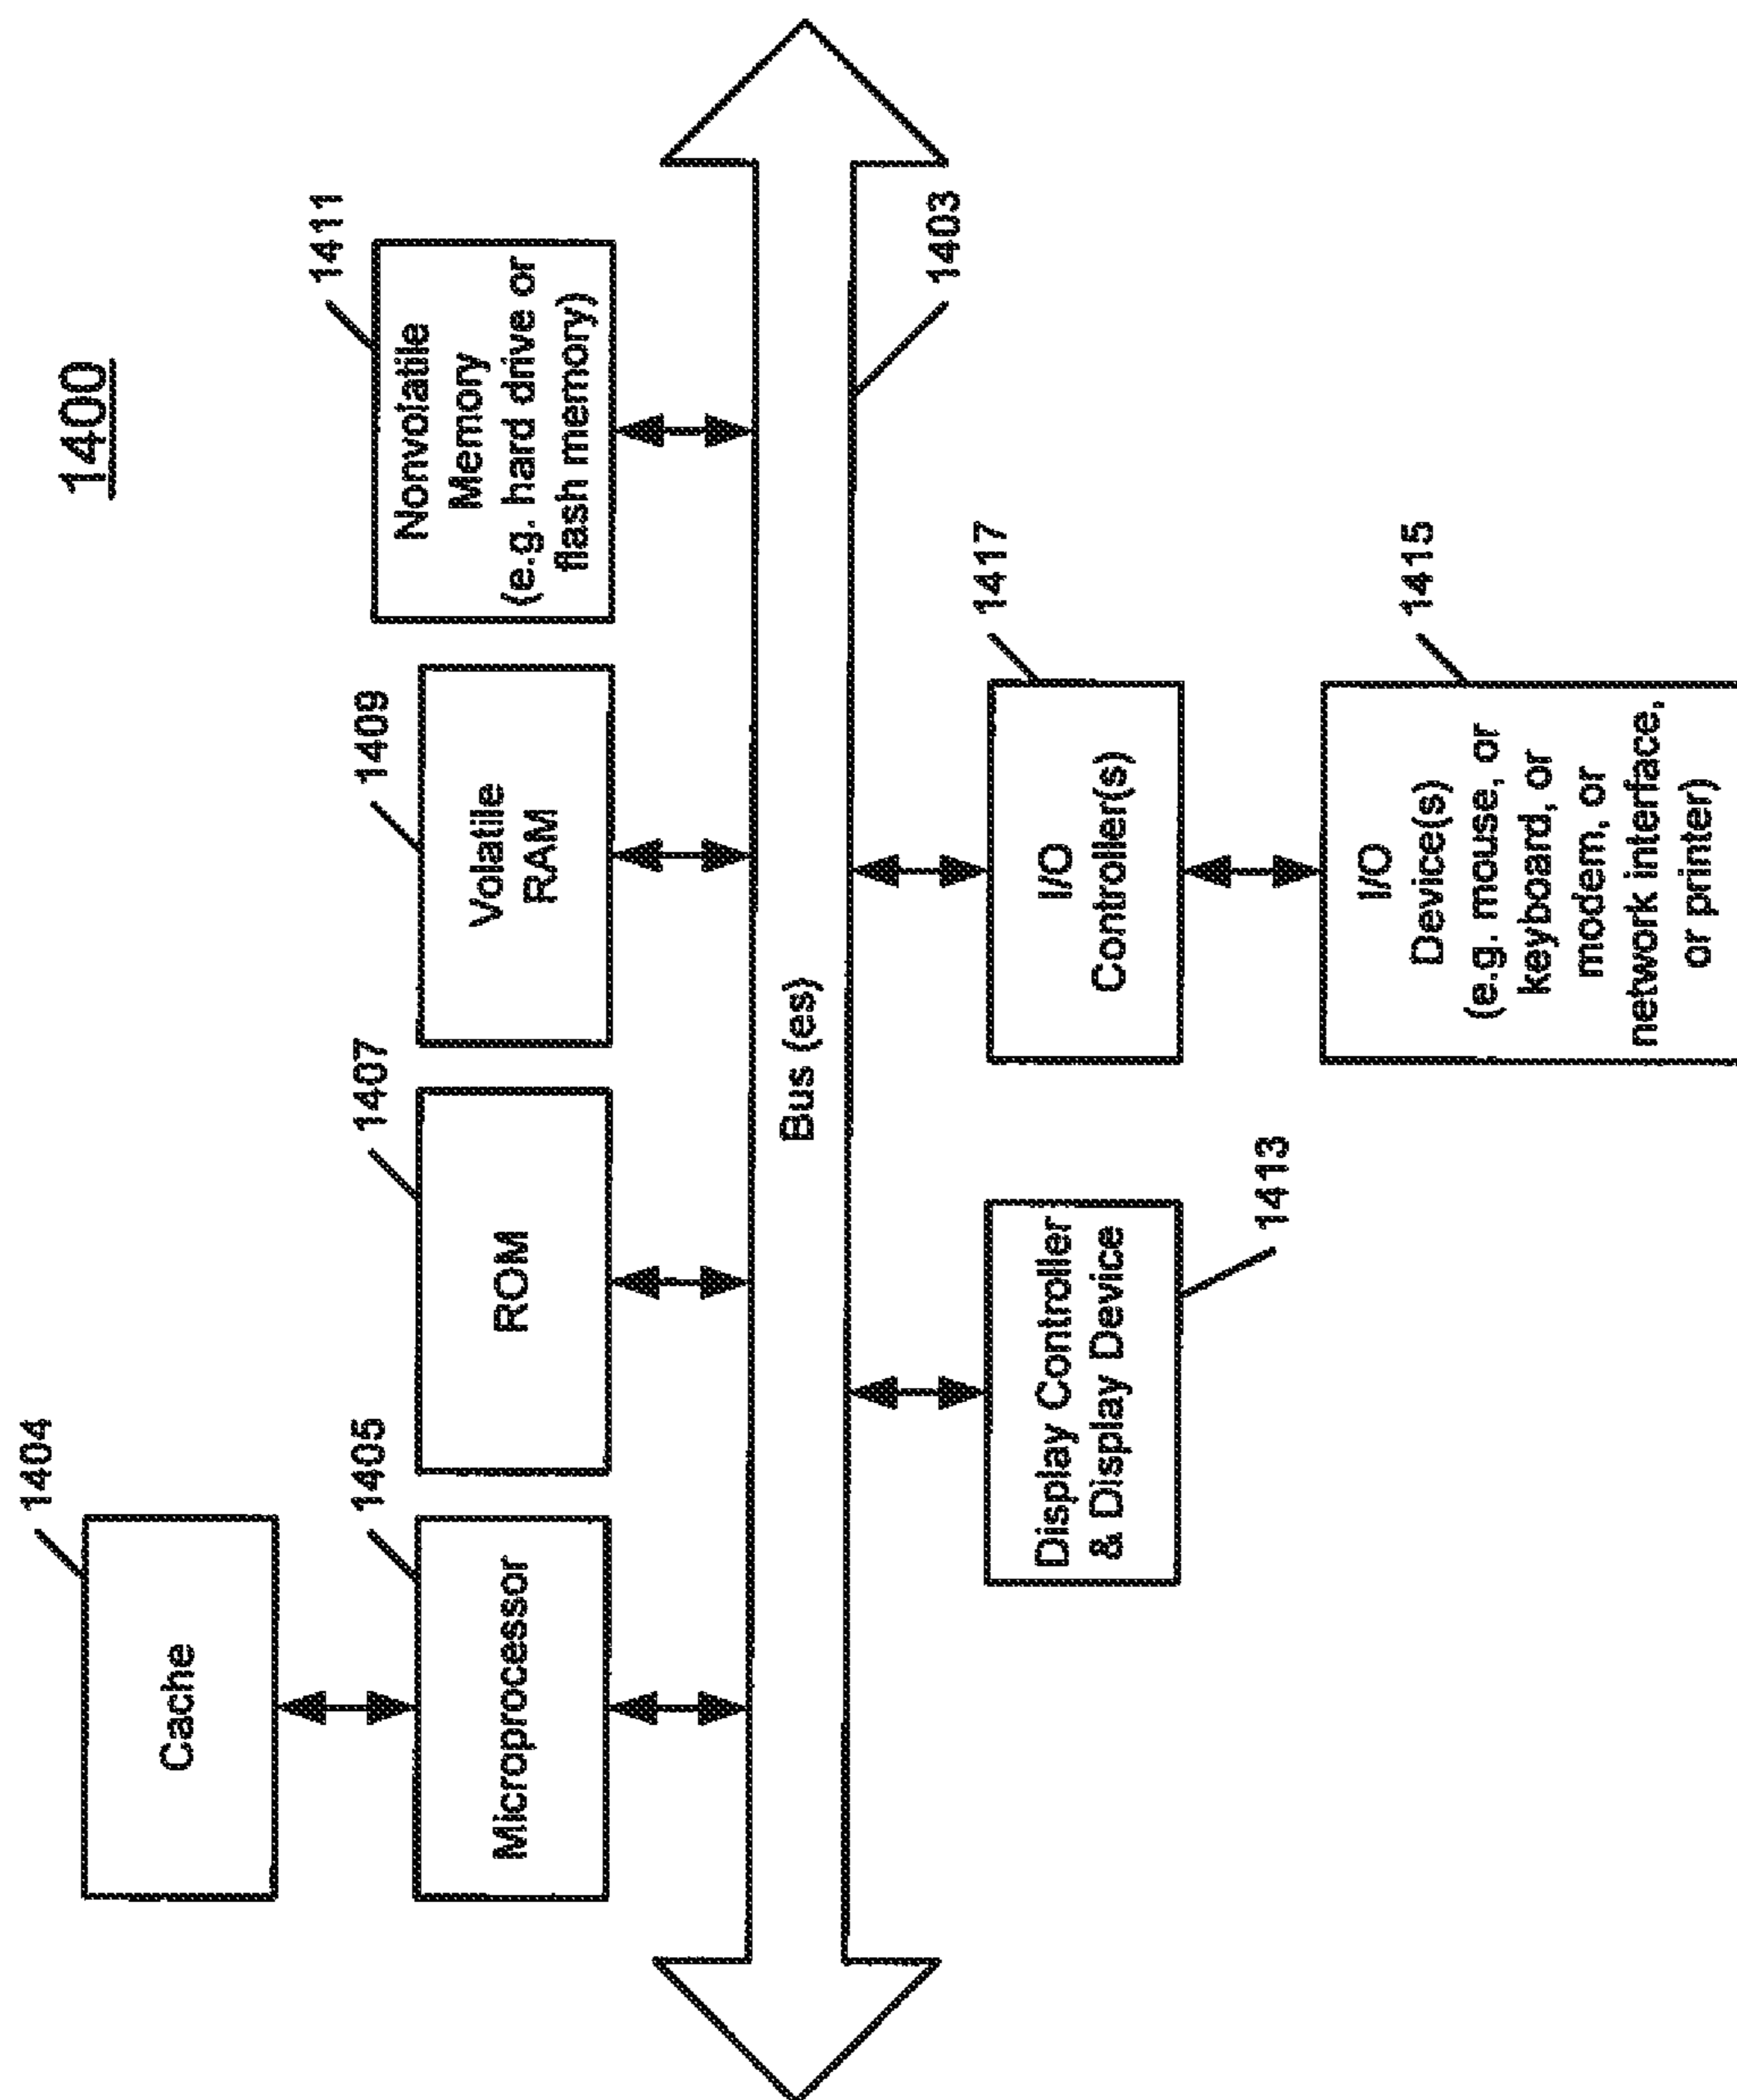 1400
1404
Cache
1405
Microprocessor
1407
ROM
1409
Volatile
RAM
1411
Nonvolatile
Memory
(e.g. hard drive or
flash memory)
Bus (es)
1403
1413
Display Controller
& Display Device
1417
I/O
Controller(s)
1415
I/O
Device(s)
(e.g. mouse, or
keyboard, or
modem, or
network interface,
or printer)